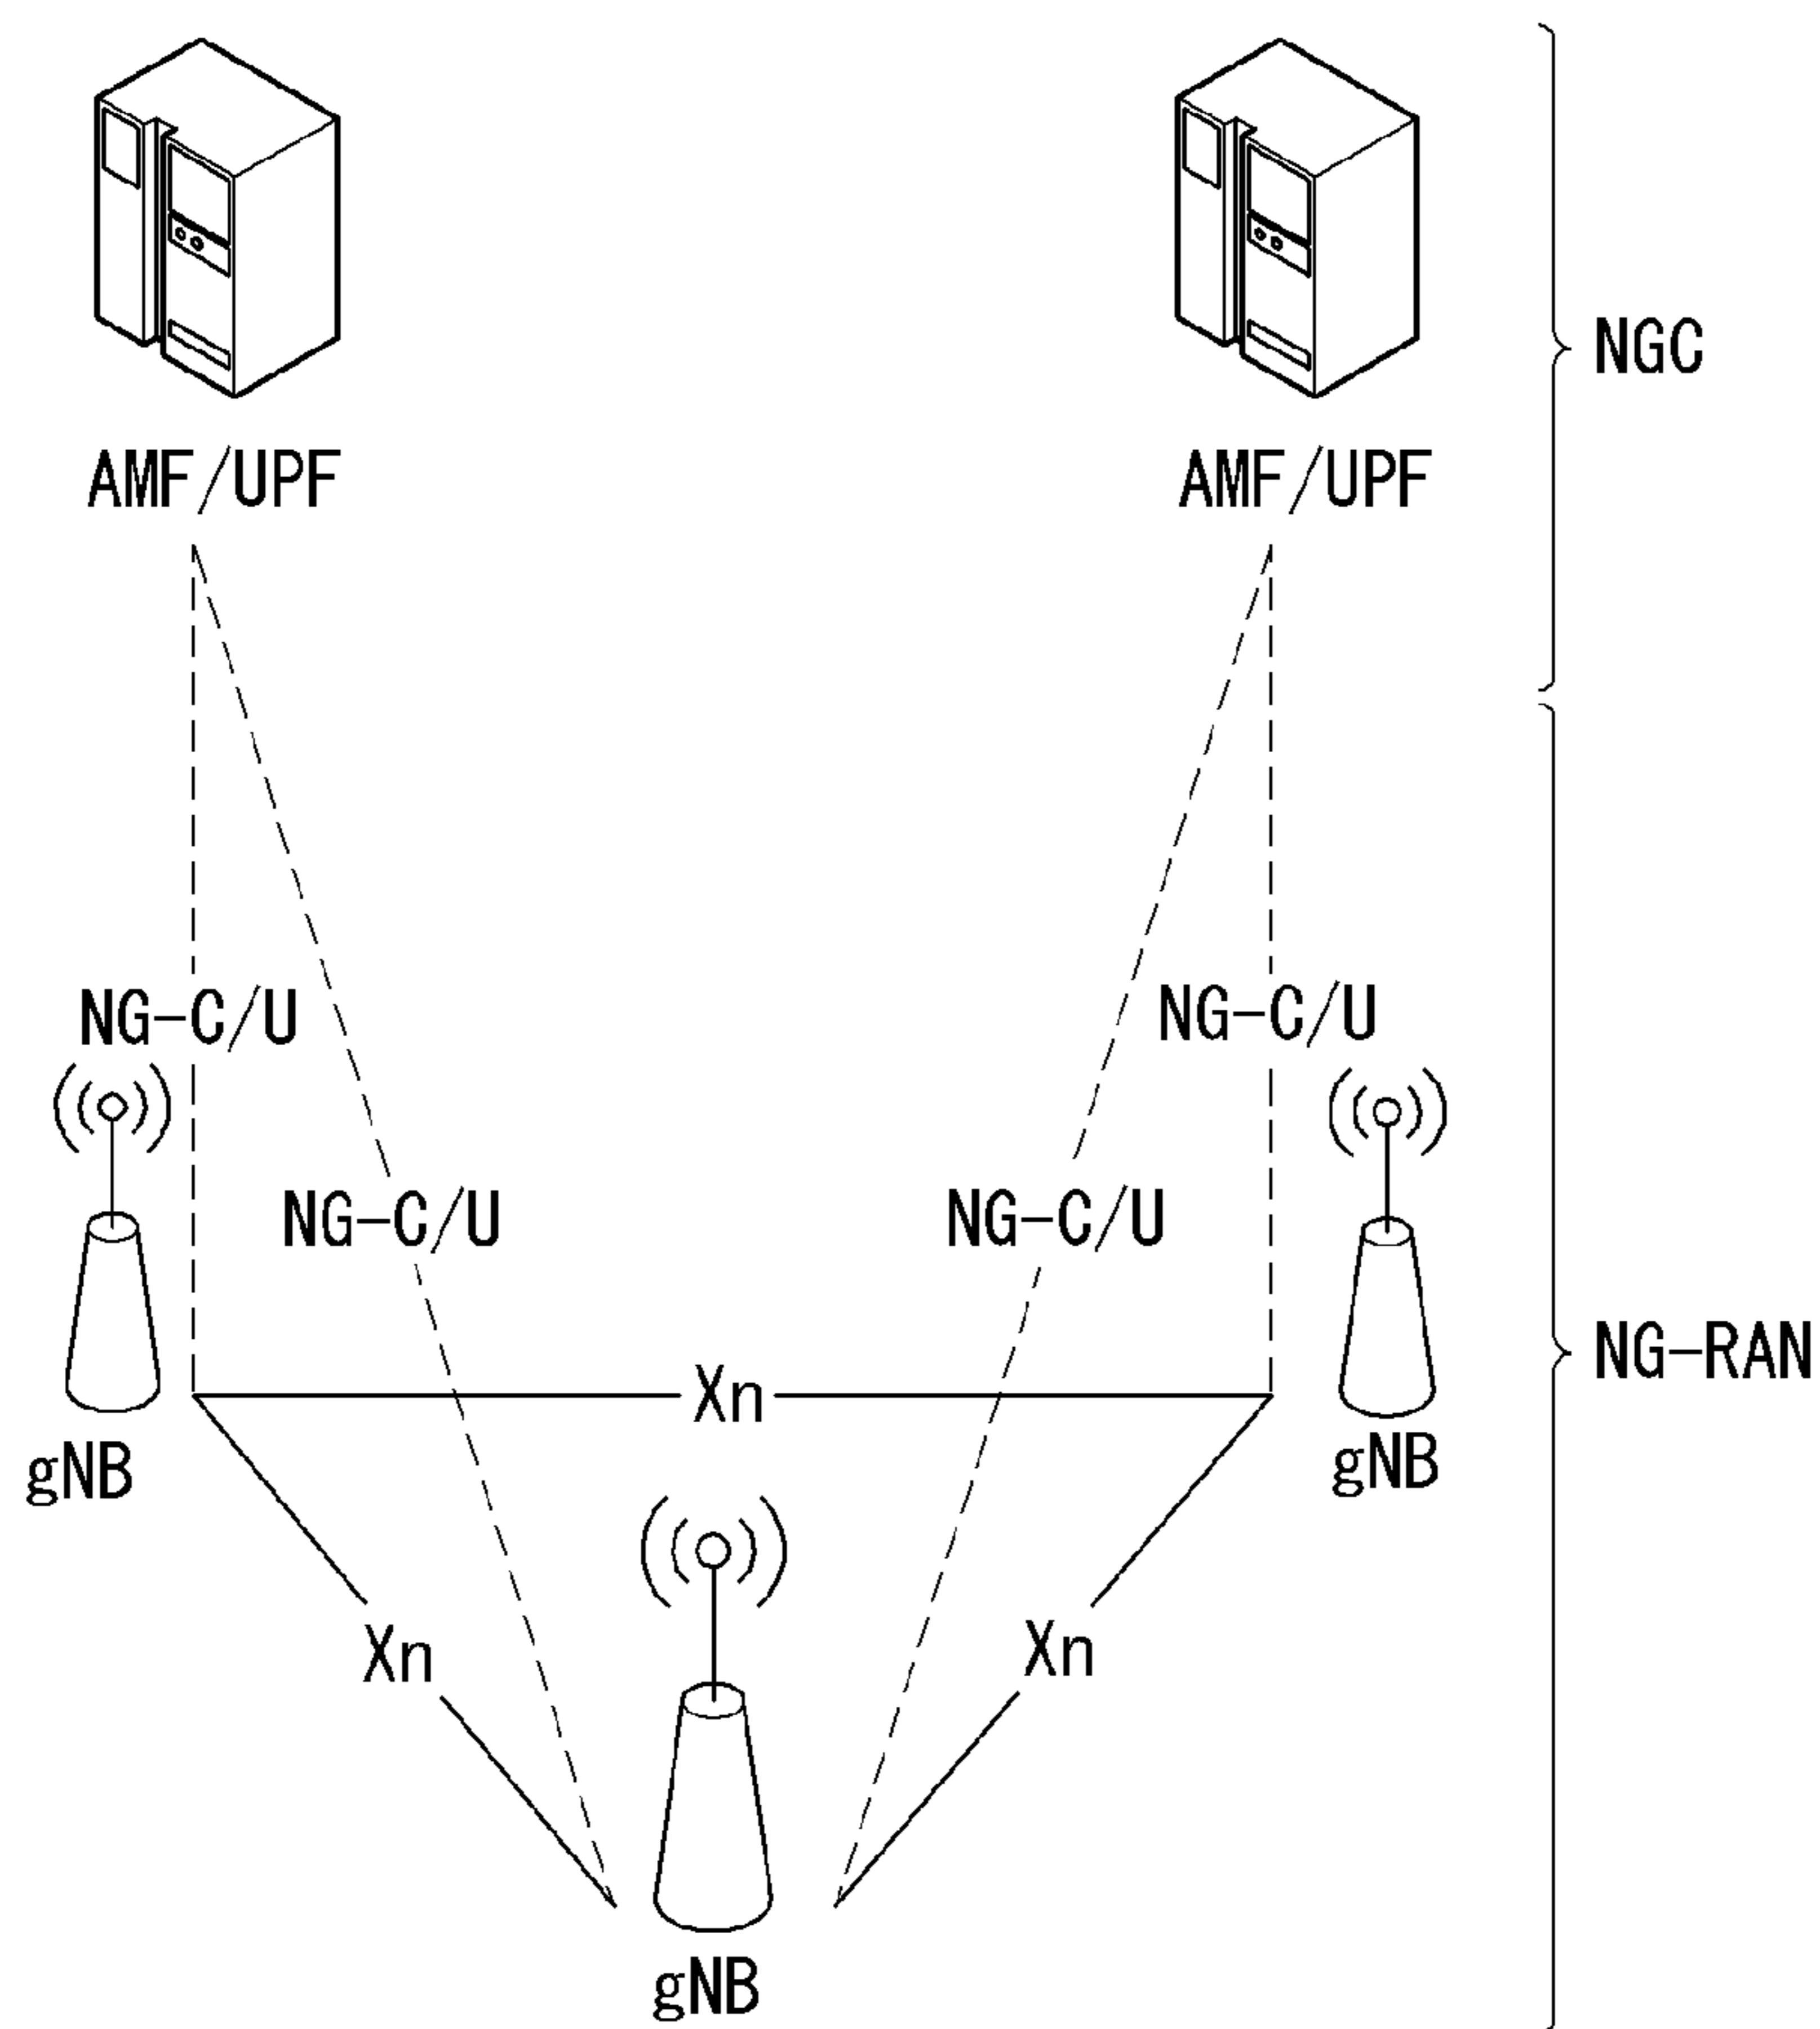 NGC
AMF/UPF
AMF/UPF
NG-C/U
NG-C/U
NG-C/U
NG-C/U
NG-RAN
Xn
gNB
gNB
Xn
Xn
gNB